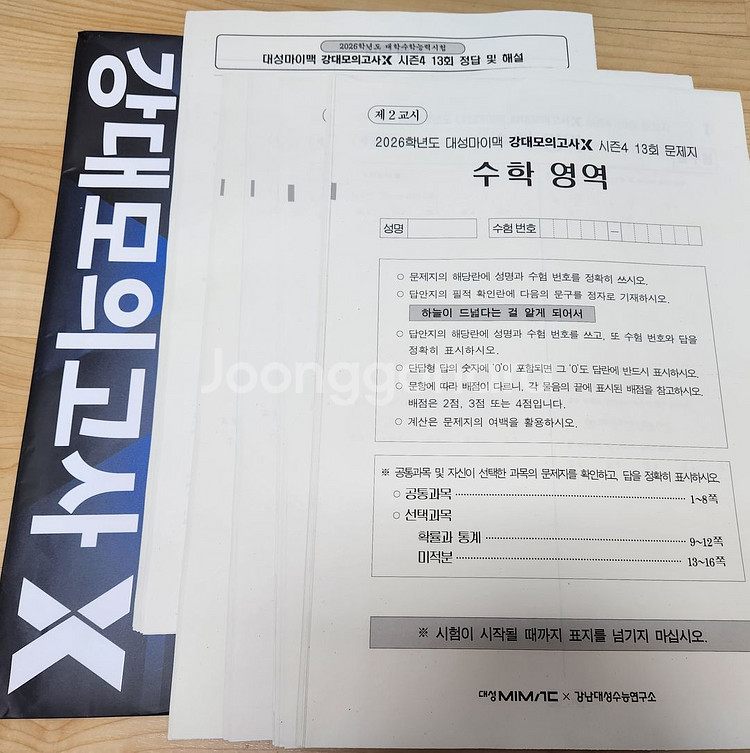 강대모의고사X
2026학년도 대학수학능력시험
대성마이맥 강대모의고사X 시즌4 13회 정답 및 해설
제 2 교시
2026학년도 대성마이맥 강대모의고사X 시즌4 13회 문제지
수학 영역
성명
수험 번호
―
○ 문제지의 해당란에 성명과 수험 번호를 정확히 쓰시오.
○ 답안지의 필적 확인란에 다음의 문구를 정자로 기재하시오.
하늘이 드넓다는 걸 알게 되어서
○ 답안지의 해당란에 성명과 수험 번호를 쓰고, 또 수험 번호와 답을
정확히 표시하시오.
○ 단답형 답의 숫자에 '0'이 포함되면 그 '0'도 답란에 반드시 표시하시오.
○ 문항에 따라 배점이 다르니, 각 물음의 끝에 표시된 배점을 참고하시오.
배점은 2점, 3점 또는 4점입니다.
○ 계산은 문제지의 여백을 활용하시오.
※ 공통과목 및 자신이 선택한 과목의 문제지를 확인하고, 답을 정확히 표시하시오.
○ 공통과목 1~8쪽
○ 선택과목
확률과 통계 9~12쪽
미적분 13~16쪽
※ 시험이 시작될 때까지 표지를 넘기지 마십시오.
대성MIMAC × 강남대성수능연구소
Joongg